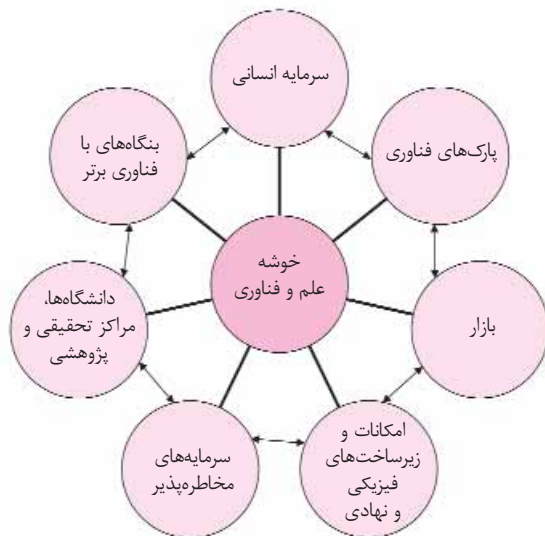 سرمایه انسانی
پارک‌های فناوری
بنگاه‌های با
فناوری برتر
خوشه
علم و فناوری
بازار
دانشگاه‌ها،
مراکز تحقیقی و
پژوهشی
امکانات و
زیرساخت‌های
فیزیکی
و نهادی
سرمایه‌های
مخاطره‌پذیر